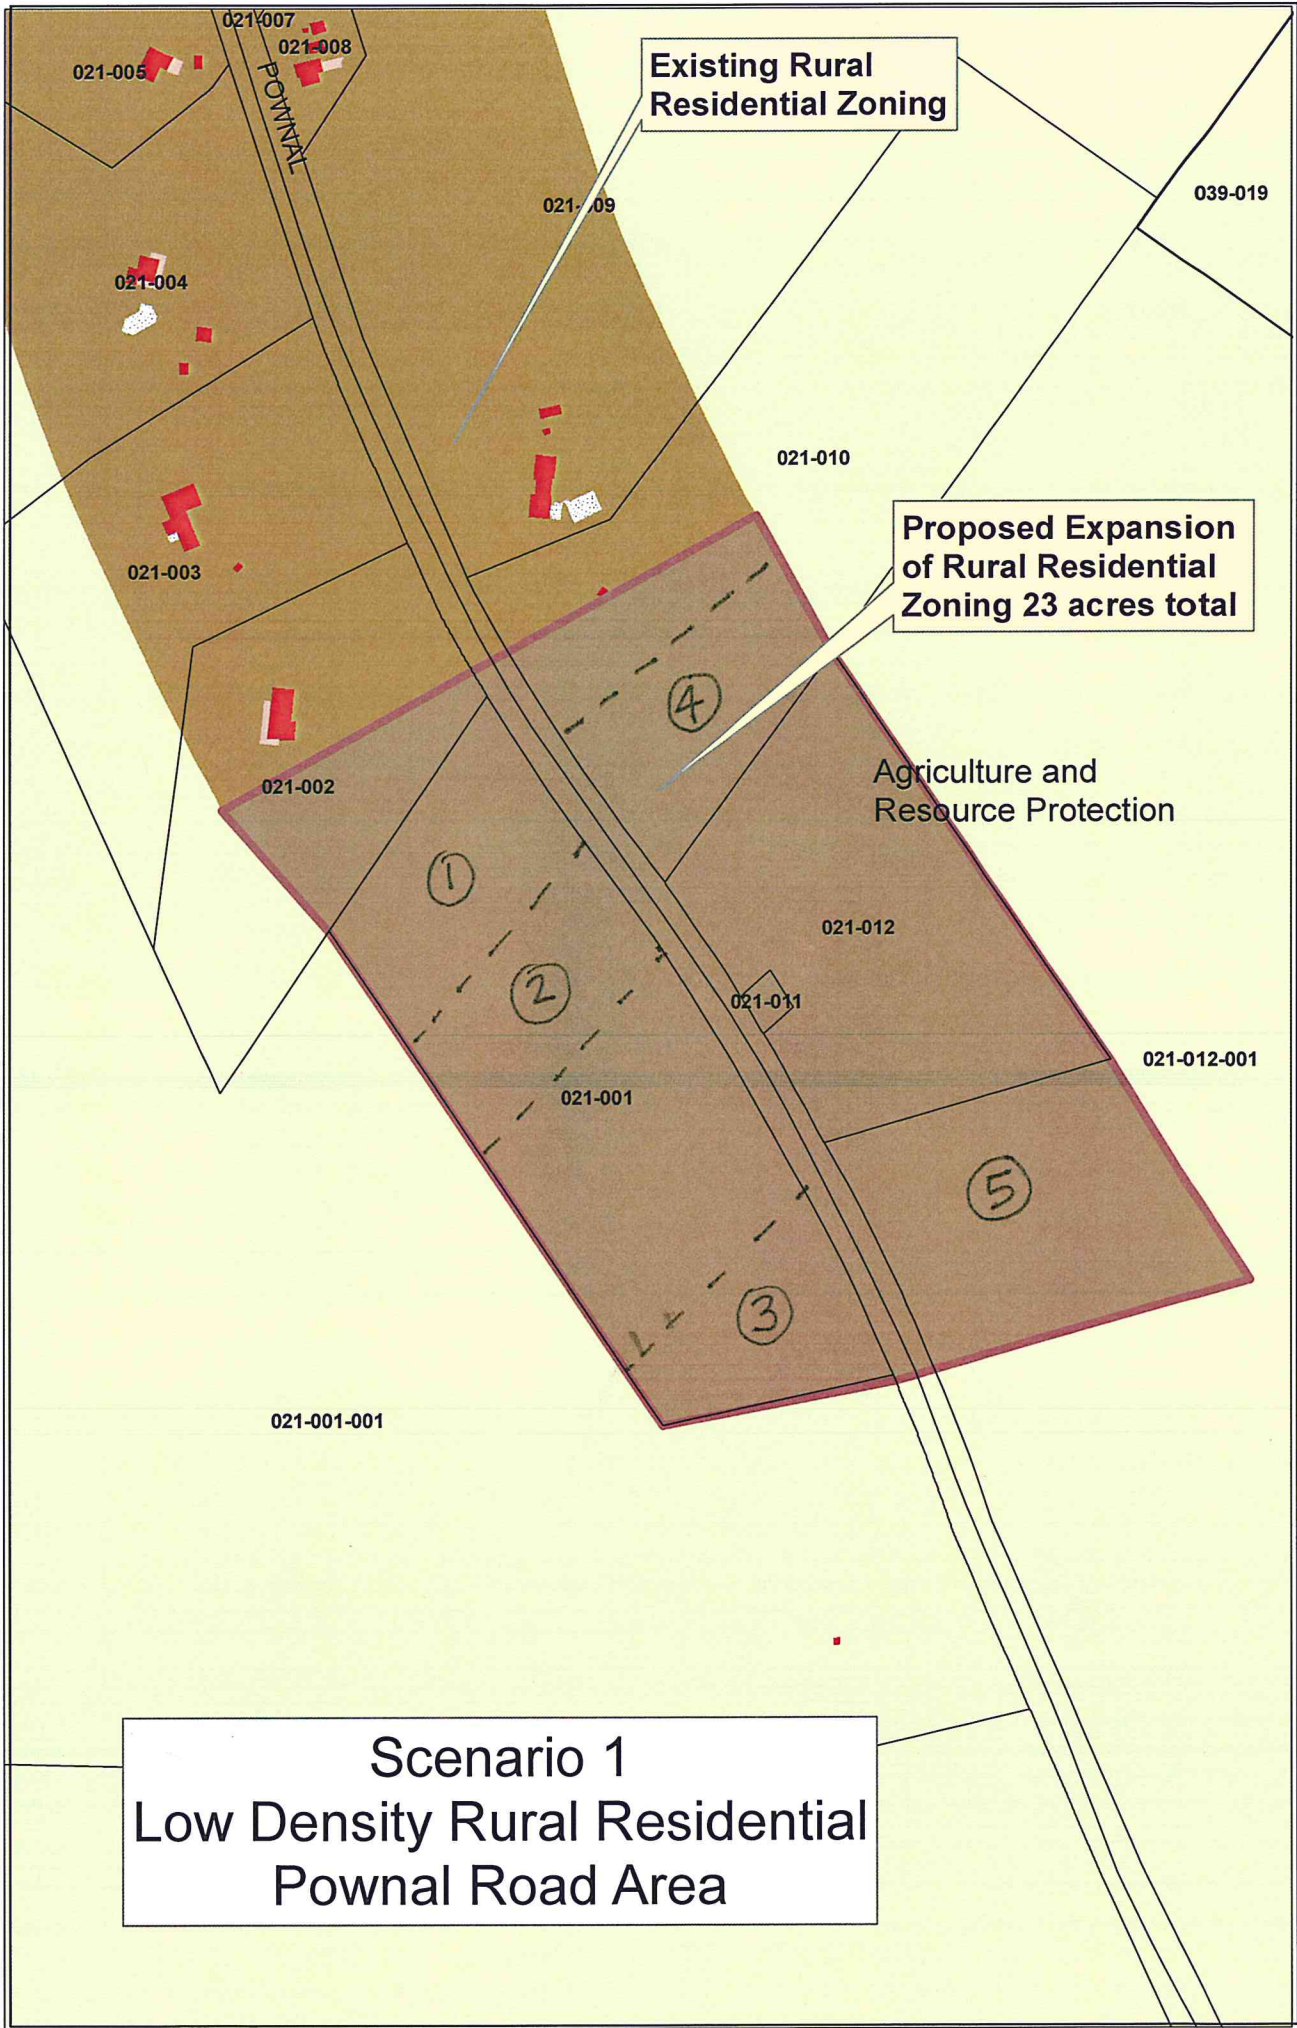 021-007
021-008
021-005
POWNAL
Existing Rural
Residential Zoning
039-019
021-009
021-004
021-010
Proposed Expansion
of Rural Residential
Zoning 23 acres total
021-003
4
Agriculture and
Resource Protection
021-002
1
021-012
2
021-011
021-012-001
021-001
5
3
021-001-001
Scenario 1
Low Density Rural Residential
Pownal Road Area